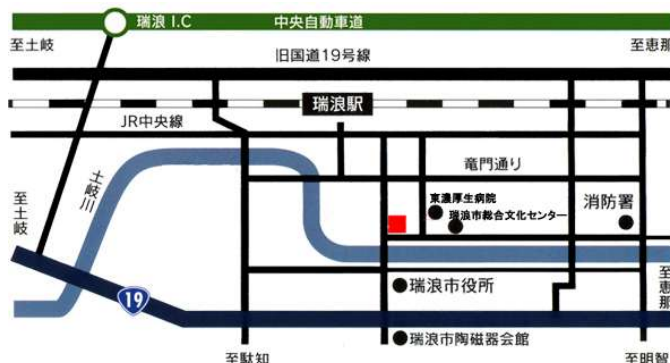 瑞浪 I.C
中央自動車道
至土岐
旧国道19号線
至恵那
瑞浪駅
JR中央線
竜門通り
土岐川
至土岐
東濃厚生病院
瑞浪市総合文化センター
消防署
19
瑞浪市役所
至恵那
瑞浪市陶磁器会館
至駄知
至明智